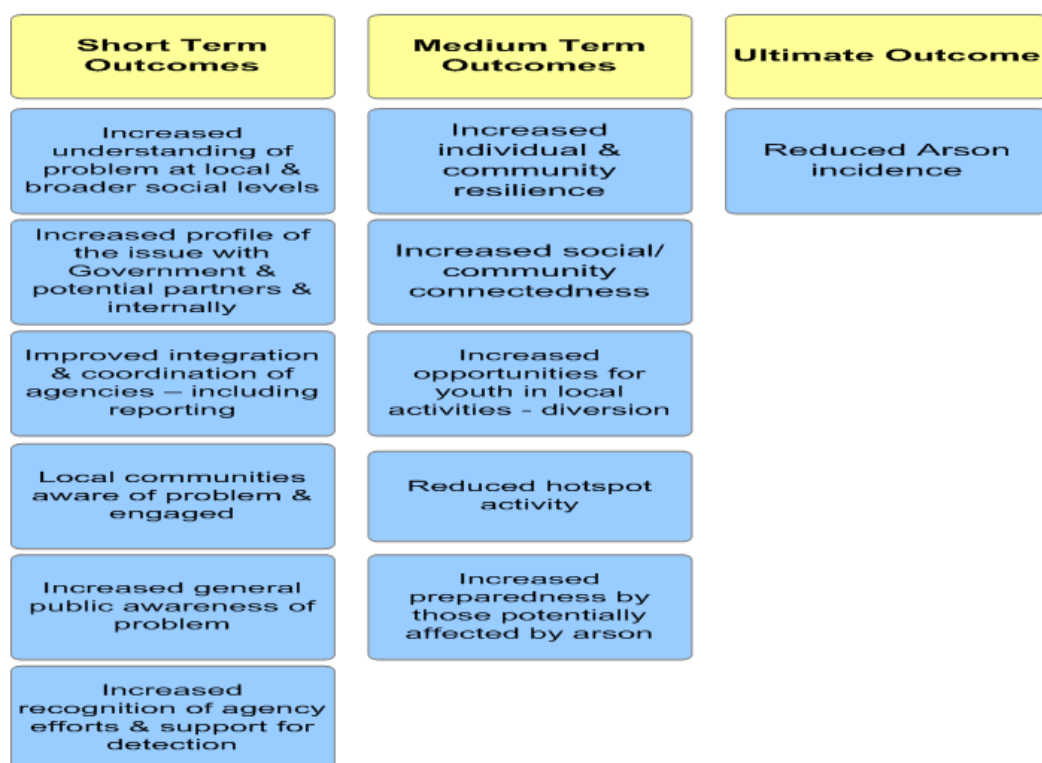 Short Term
Outcomes
Increased
understanding of
problem at local &
broader social levels
Increased profile of
the issue with
Government &
potential partners &
internally
Improved integration
& coordination of
agencies – including
reporting
Local communities
aware of problem &
engaged
Increased general
public awareness of
problem
Increased
recognition of agency
efforts & support for
detection
Medium Term
Outcomes
Increased
individual &
community
resilience
Increased social/
community
connectedness
Increased
opportunities for
youth in local
activities - diversion
Reduced hotspot
activity
Increased
preparedness by
those potentially
affected by arson
Ultimate Outcome
Reduced Arson
incidence